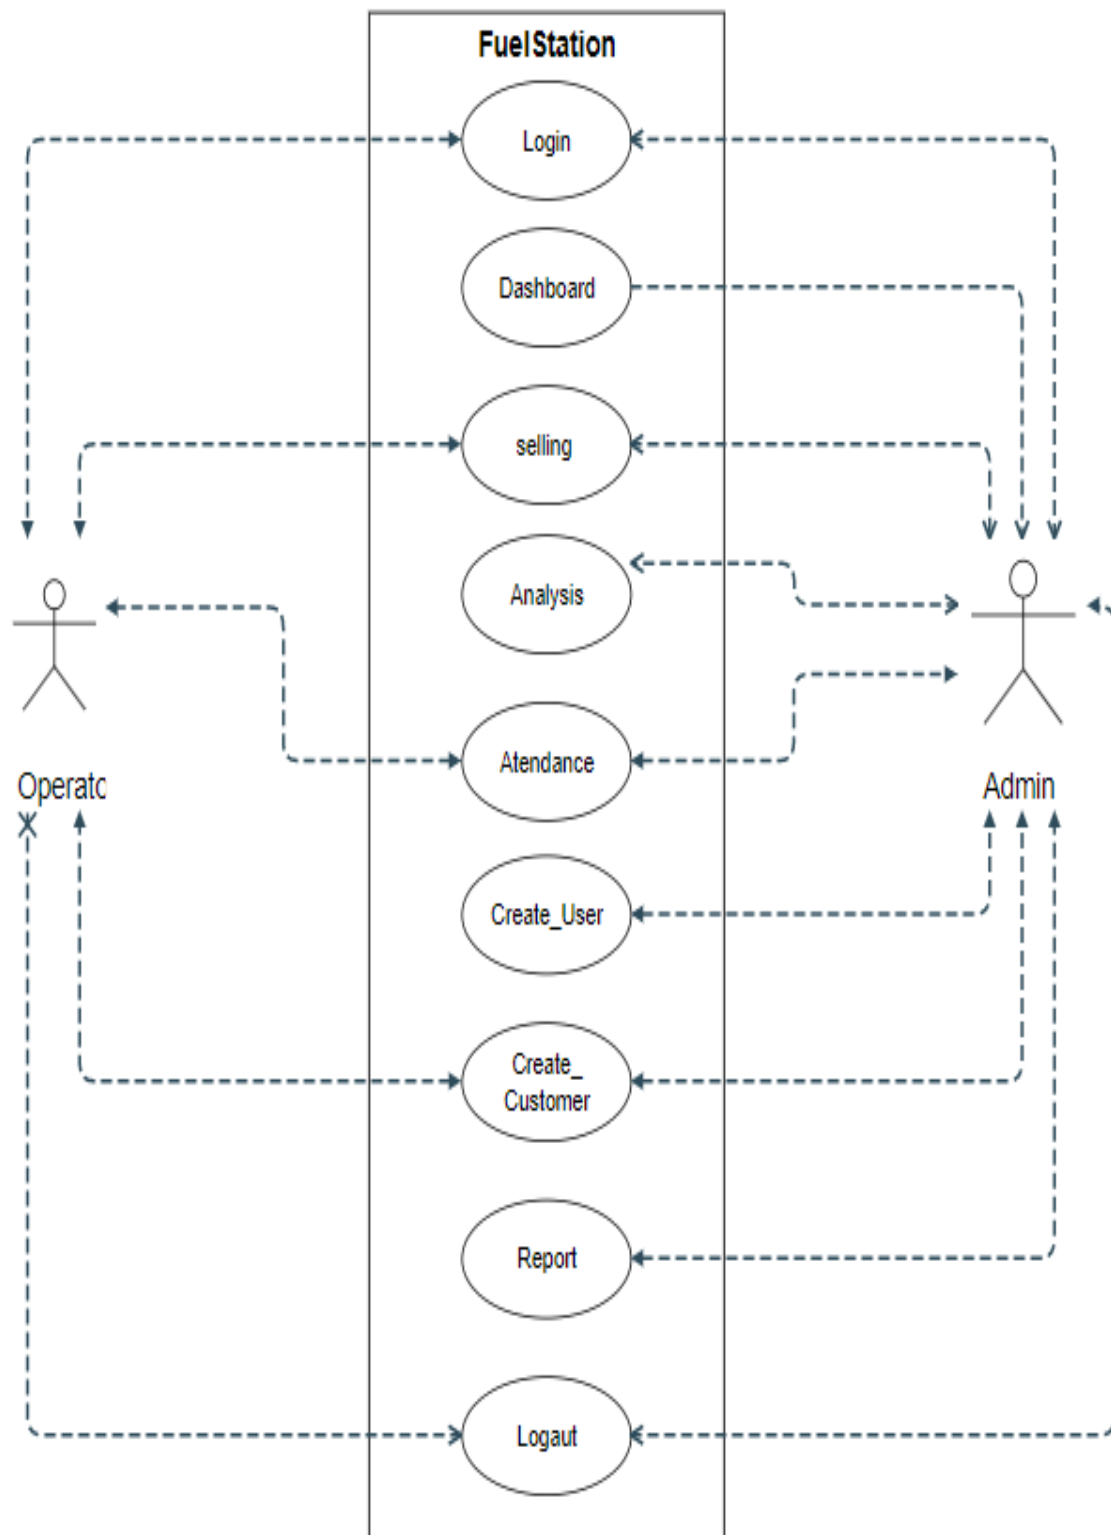 FuelStation
Login
Dashboard
selling
Analysis
Atendance
Operatc
Admin
Create_User
Create_
Customer
Report
Logaut